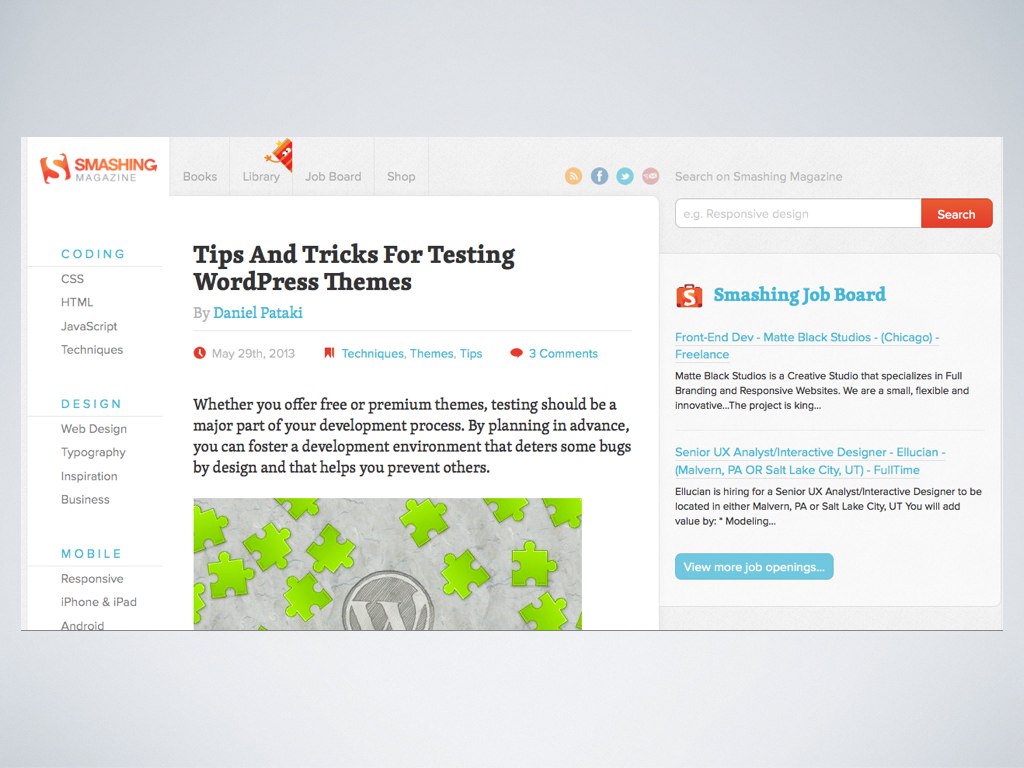 SMASHING
MAGAZINE
Books
Library
Job Board
Shop
Search on Smashing Magazine
e.g. Responsive design
Search
CODING
CSS
HTML
JavaScript
Techniques
DESIGN
Web Design
Typography
Inspiration
Business
MOBILE
Responsive
iPhone & iPad
Android
Tips And Tricks For Testing
WordPress Themes
By Daniel Pataki
May 29th, 2013
Techniques, Themes, Tips
3 Comments
Whether you offer free or premium themes, testing should be a
major part of your development process. By planning in advance,
you can foster a development environment that deters some bugs
by design and that helps you prevent others.
Smashing Job Board
Front-End Dev - Matte Black Studios - (Chicago) -
Freelance
Matte Black Studios is a Creative Studio that specializes in Full
Branding and Responsive Websites. We are a small, flexible and
innovative...The project is king...
Senior UX Analyst/Interactive Designer - Ellucian -
(Malvern, PA OR Salt Lake City, UT) - FullTime
Ellucian is hiring for a Senior UX Analyst/Interactive Designer to be
located in either Malvern, PA or Salt Lake City, UT You will add
value by: * Modeling...
View more job openings...